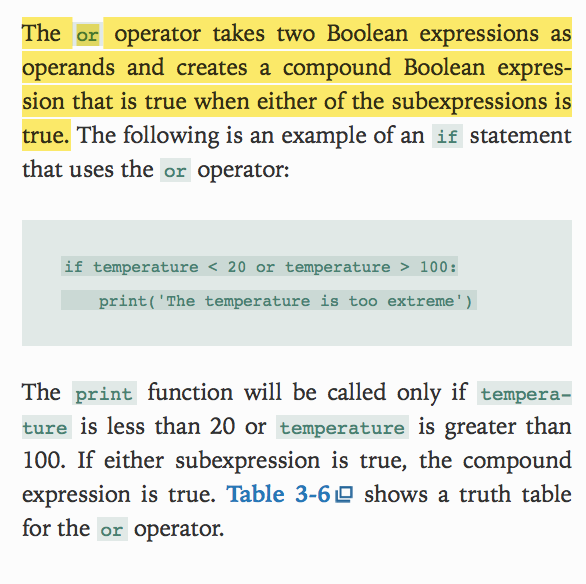 The or operator takes two Boolean expressions as
operands and creates a compound Boolean expres-
sion that is true when either of the subexpressions is
true. The following is an example of an if statement
that uses the or operator:
if temperature < 20 or temperature > 100:
    print('The temperature is too extreme')
The print function will be called only if tempera-
ture is less than 20 or temperature is greater than
100. If either subexpression is true, the compound
expression is true. Table 3-6 shows a truth table
for the or operator.